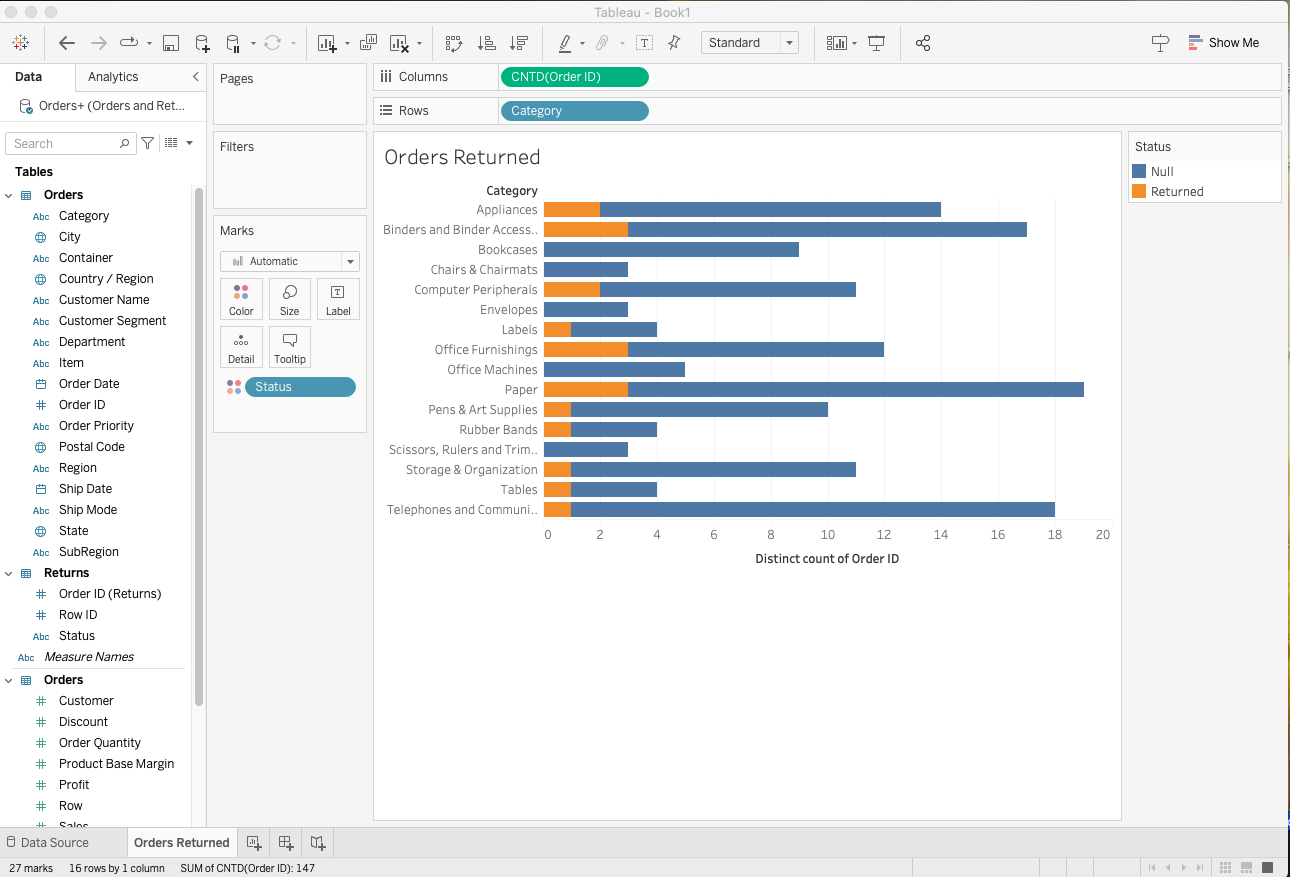 Tableau - Book1
Standard
Show Me
Data
Analytics
Orders+ (Orders and Ret...
Search
Tables
Orders
Abc Category
City
Abc Container
Country / Region
Abc Customer Name
Abc Customer Segment
Abc Department
Abc Item
Order Date
Order ID
Abc Order Priority
Postal Code
Abc Region
Ship Date
Abc Ship Mode
State
Abc SubRegion
Returns
Order ID (Returns)
Row ID
Abc Status
Abc Measure Names
Orders
Customer
Discount
Order Quantity
Product Base Margin
Profit
Row
Sales
Pages
Filters
Marks
Automatic
Color
Size
Label
Detail
Tooltip
Status
Columns
CNTD(Order ID)
Rows
Category
Orders Returned
Category
Appliances
Binders and Binder Access..
Bookcases
Chairs & Chairmats
Computer Peripherals
Envelopes
Labels
Office Furnishings
Office Machines
Paper
Pens & Art Supplies
Rubber Bands
Scissors, Rulers and Trim..
Storage & Organization
Tables
Telephones and Communi..
0 2 4 6 8 10 12 14 16 18 20
Distinct count of Order ID
Status
Null
Returned
Data Source
Orders Returned
27 marks
16 rows by 1 column
SUM of CNTD(Order ID): 147